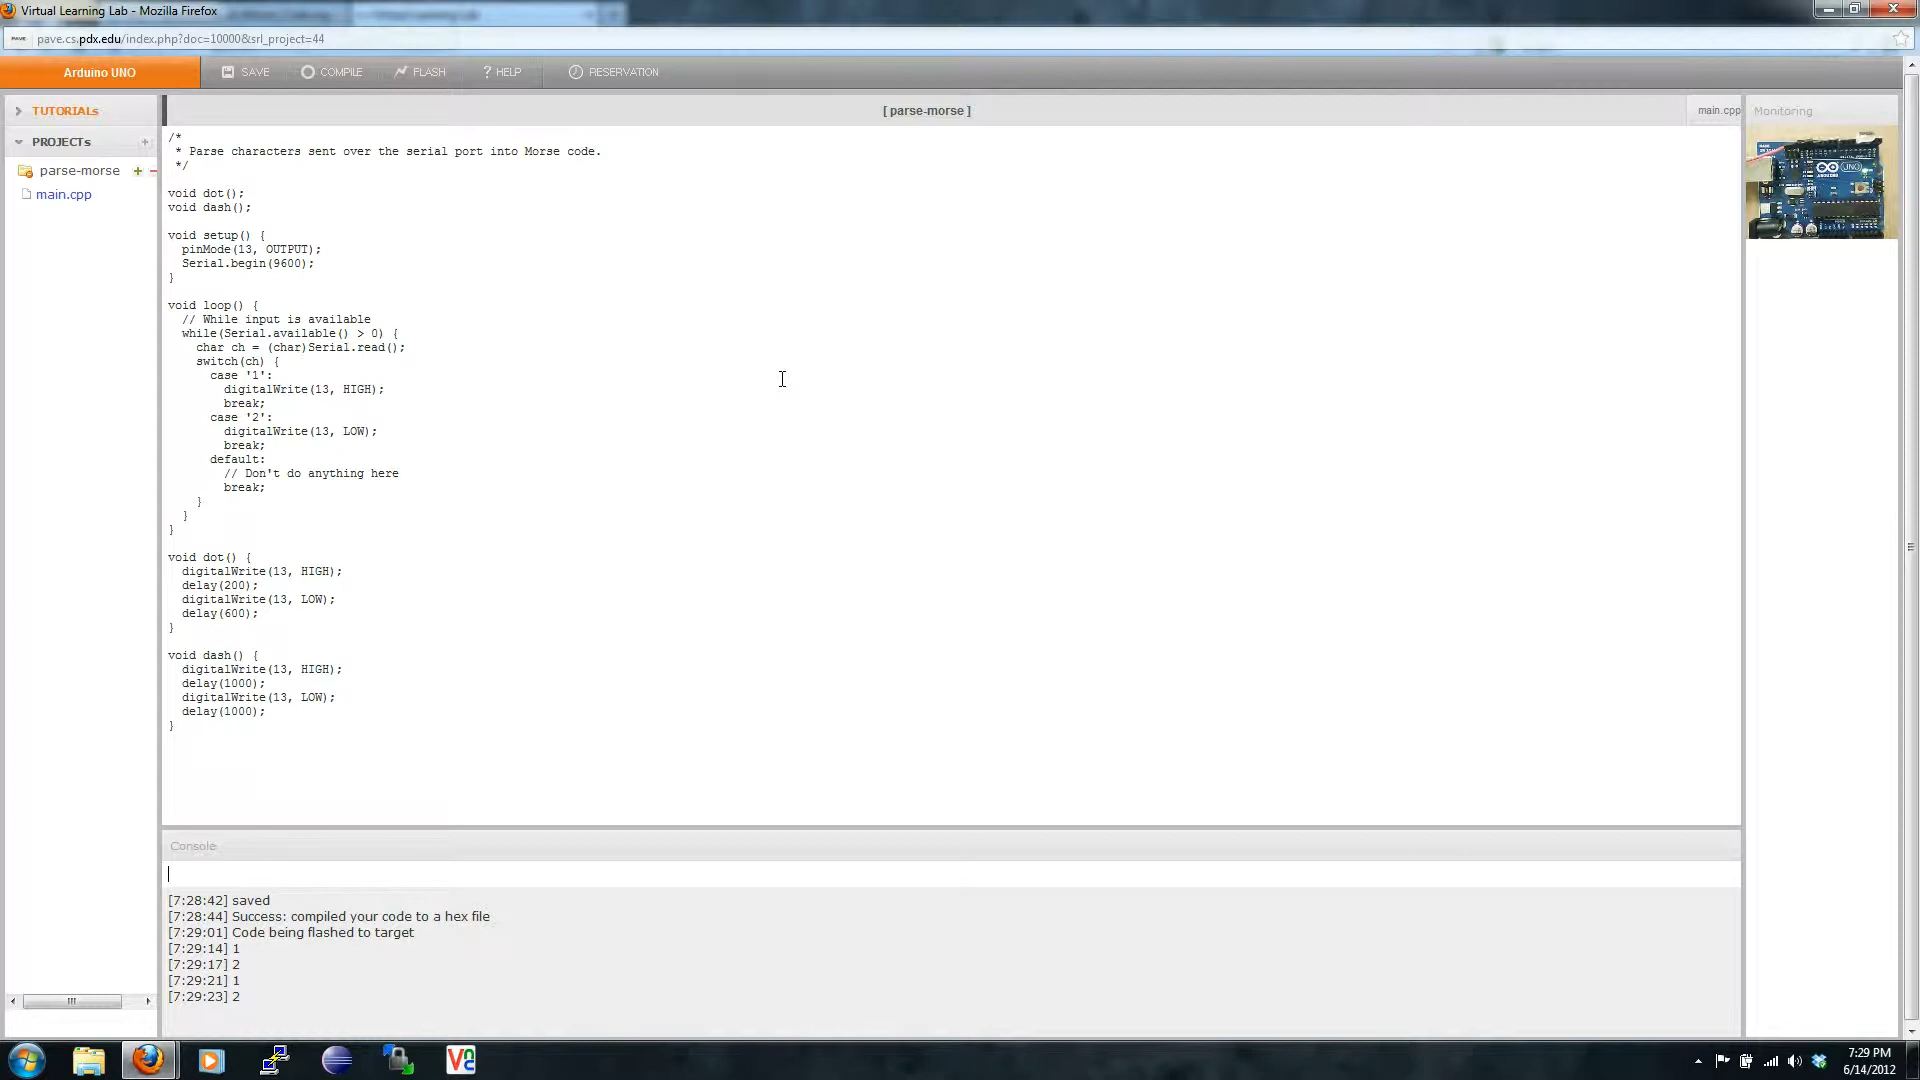 Virtual Learning Lab - Mozilla Firefox
pave.cs.pdx.edu/index.php?doc=10000&srl_project=44
Arduino UNO
SAVE
COMPILE
FLASH
? HELP
RESERVATION
TUTORIALs
PROJECTs
parse-morse
main.cpp
[ parse-morse ]
main.cpp
Monitoring
/*
 * Parse characters sent over the serial port into Morse code.
 */
void dot();
void dash();
void setup() {
  pinMode(13, OUTPUT);
  Serial.begin(9600);
}
void loop() {
  // While input is available
  while(Serial.available() > 0) {
    char ch = (char)Serial.read();
    switch(ch) {
      case '1':
        digitalWrite(13, HIGH);
        break;
      case '2':
        digitalWrite(13, LOW);
        break;
      default:
        // Don't do anything here
        break;
    }
  }
}
void dot() {
  digitalWrite(13, HIGH);
  delay(200);
  digitalWrite(13, LOW);
  delay(600);
}
void dash() {
  digitalWrite(13, HIGH);
  delay(1000);
  digitalWrite(13, LOW);
  delay(1000);
}
Console
[7:28:42] saved
[7:28:44] Success: compiled your code to a hex file
[7:29:01] Code being flashed to target
[7:29:14] 1
[7:29:17] 2
[7:29:21] 1
[7:29:23] 2
7:29 PM
6/14/2012